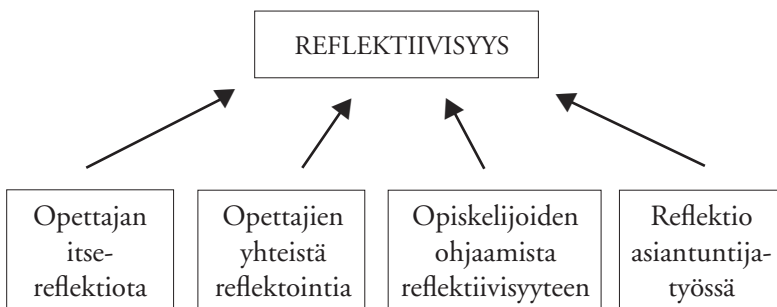 REFLEKTIIVISYYS
Opettajan
itse-
reflektiota
Opettajien
yhteistä
reflektointia
Opiskelijoiden
ohjaamista
reflektiivisyyteen
Reflektio
asiantuntija-
työssä